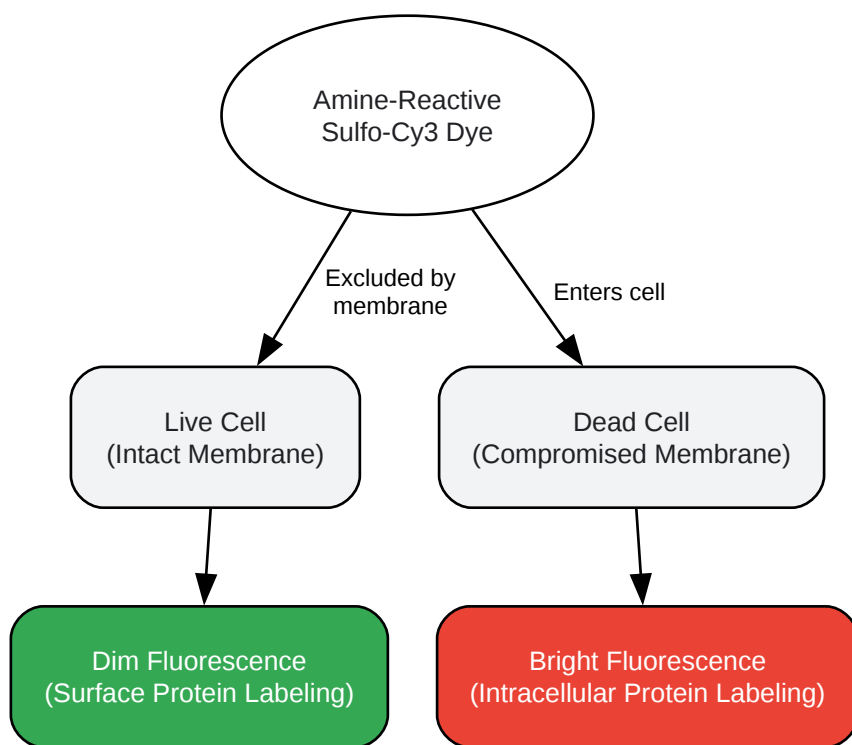 Amine-Reactive
Sulfo-Cy3 Dye
Excluded by
membrane
Enters cell
Live Cell
(Intact Membrane)
Dead Cell
(Compromised Membrane)
Dim Fluorescence
(Surface Protein Labeling)
Bright Fluorescence
(Intracellular Protein Labeling)